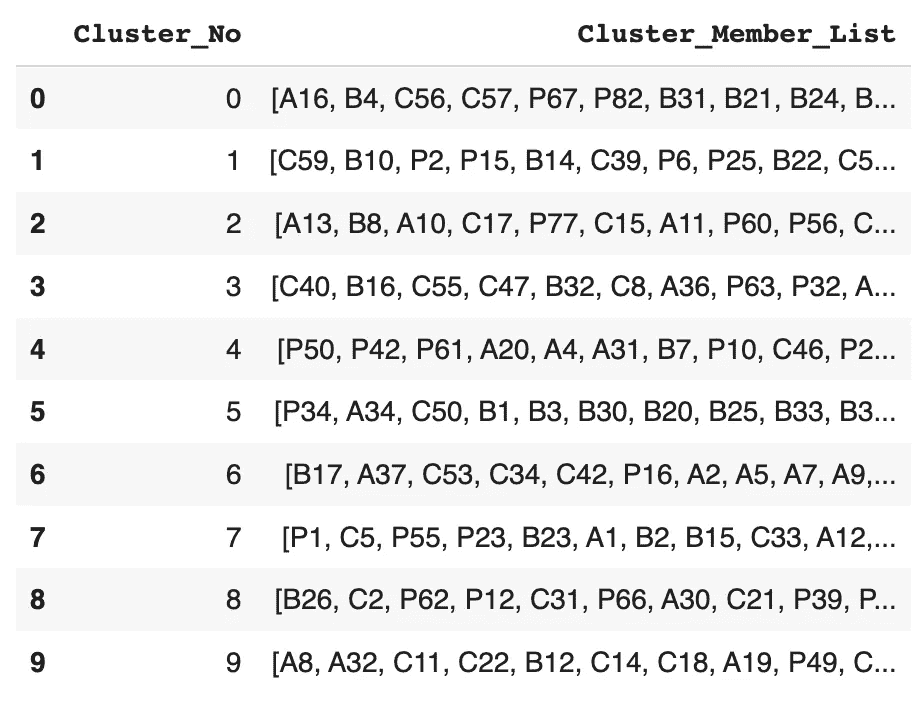 Cluster_No Cluster_Member_List
0 0 [A16, B4, C56, C57, P67, P82, B31, B21, B24, B...
1 1 [C59, B10, P2, P15, B14, C39, P6, P25, B22, C5...
2 2 [A13, B8, A10, C17, P77, C15, A11, P60, P56, C...
3 3 [C40, B16, C55, C47, B32, C8, A36, P63, P32, A...
4 4 [P50, P42, P61, A20, A4, A31, B7, P10, C46, P2...
5 5 [P34, A34, C50, B1, B3, B30, B20, B25, B33, B3...
6 6 [B17, A37, C53, C34, C42, P16, A2, A5, A7, A9,...
7 7 [P1, C5, P55, P23, B23, A1, B2, B15, C33, A12,...
8 8 [B26, C2, P62, P12, C31, P66, A30, C21, P39, P...
9 9 [A8, A32, C11, C22, B12, C14, C18, A19, P49, C...